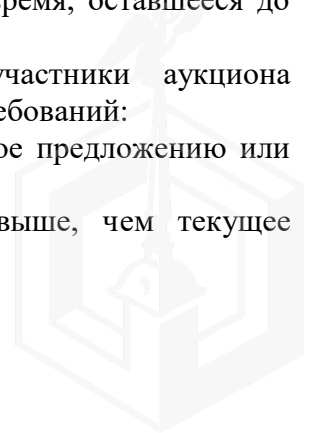 время, оставшееся до
участники аукциона
ебований:
ое предложению или
выше, чем текущее